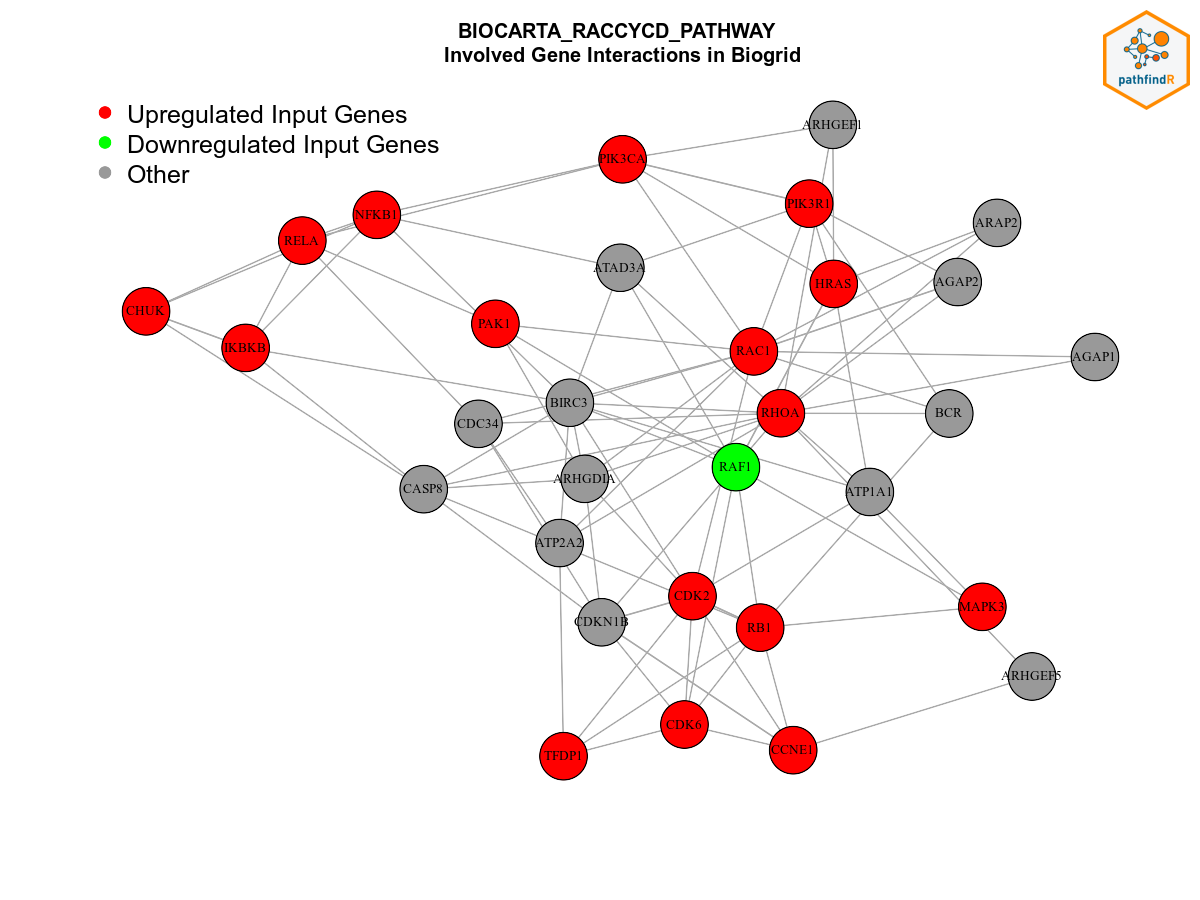 BIOCARTA_RACCYCD_PATHWAY
Involved Gene Interactions in Biogrid
pathfindR
Upregulated Input Genes
Downregulated Input Genes
Other
ARHGEF1
PIK3CA
PIK3R1
NFKB1
ARAP2
RELA
ATAD3A
HRAS
AGAP2
CHUK
PAK1
IKBKB
RAC1
AGAP1
BIRC3
RHOA
BCR
CDC34
RAF1
ARHGDIA
CASP8
ATP1A1
ATP2A2
CDK2
MAPK3
CDKN1B
RB1
ARHGEF5
CDK6
TFDP1
CCNE1